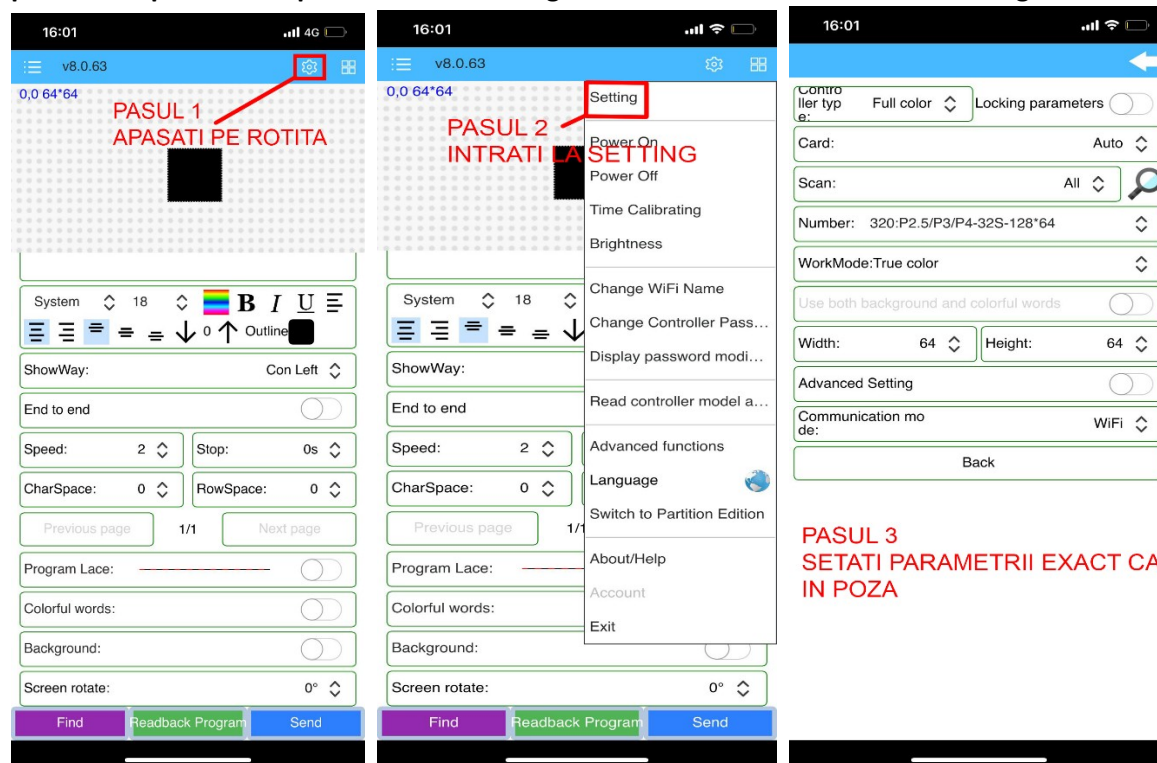 16:01
4G
v8.0.63
0,0 64*64
PASUL 1
APASATI PE ROTITA
System 18 B I U
0 Outline
ShowWay: Con Left
End to end
Speed: 2 Stop: 0s
CharSpace: 0 RowSpace: 0
Previous page 1/1 Next page
Program Lace:
Colorful words:
Background:
Screen rotate: 0°
Find Readback Program Send
16:01
v8.0.63
0,0 64*64
PASUL 2
INTRATI LA SETTING
Setting
Power On
Power Off
Time Calibrating
Brightness
Change WiFi Name
Change Controller Pass...
Display password modi...
Read controller model a...
Advanced functions
Language
Switch to Partition Edition
About/Help
Account
Exit
System 18
ShowWay:
End to end
Speed: 2
CharSpace: 0
Previous page 1/1
Program Lace:
Colorful words:
Background:
Screen rotate: 0°
Find Readback Program Send
16:01
Contro
ller typ
e:
Full color
Locking parameters
Card: Auto
Scan: All
Number: 320:P2.5/P3/P4-32S-128*64
WorkMode:True color
Use both background and colorful words
Width: 64 Height: 64
Advanced Setting
Communication mo
de:
WiFi
Back
PASUL 3
SETATI PARAMETRII EXACT CA
IN POZA